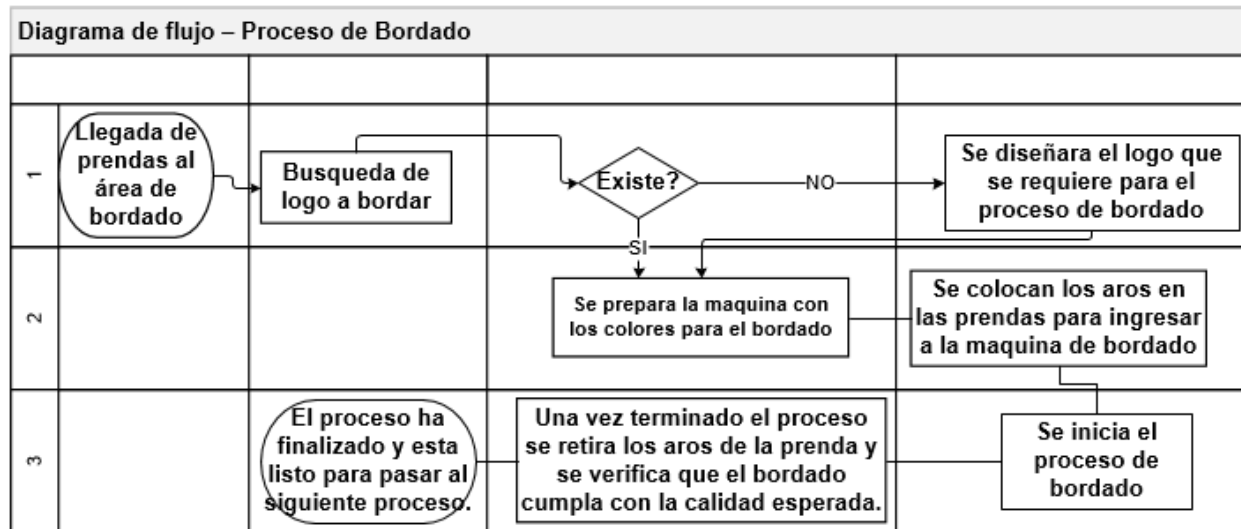 Diagrama de flujo – Proceso de Bordado
1
Llegada de
prendas al
área de
bordado
Busqueda de
logo a bordar
Existe?
NO
Se diseñara el logo que
se requiere para el
proceso de bordado
SI
2
Se prepara la maquina con
los colores para el bordado
Se colocan los aros en
las prendas para ingresar
a la maquina de bordado
3
El proceso ha
finalizado y esta
listo para pasar al
siguiente proceso.
Una vez terminado el proceso
se retira los aros de la prenda y
se verifica que el bordado
cumpla con la calidad esperada.
Se inicia el
proceso de
bordado